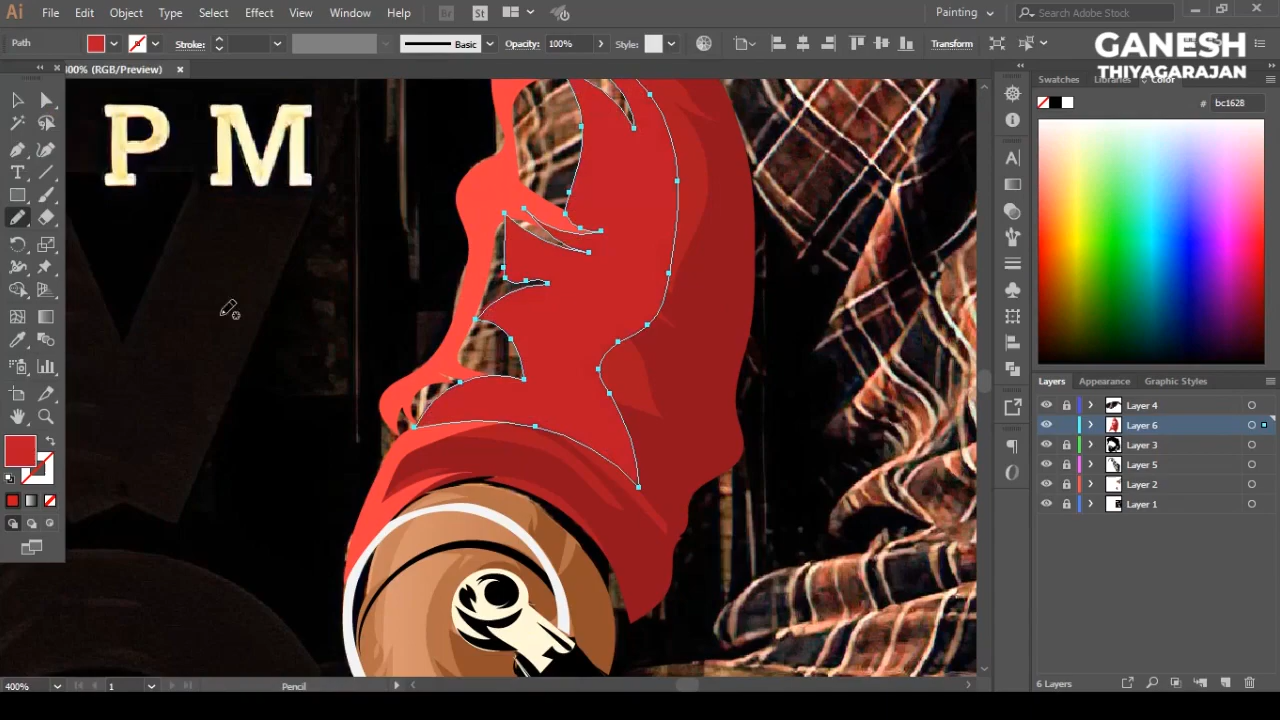 Ai File Edit Object Type Select Effect View Window Help Br St Painting Search Adobe Stock
Path Stroke: Basic Opacity: 100% Style: Transform
GANESH
THIYAGARAJAN
00% (RGB/Preview) ×
Swatches Libraries Color
# bc1628
P M
Layers Appearance Graphic Styles
Layer 4
Layer 6
Layer 3
Layer 5
Layer 2
Layer 1
400% 1 Pencil 6 Layers